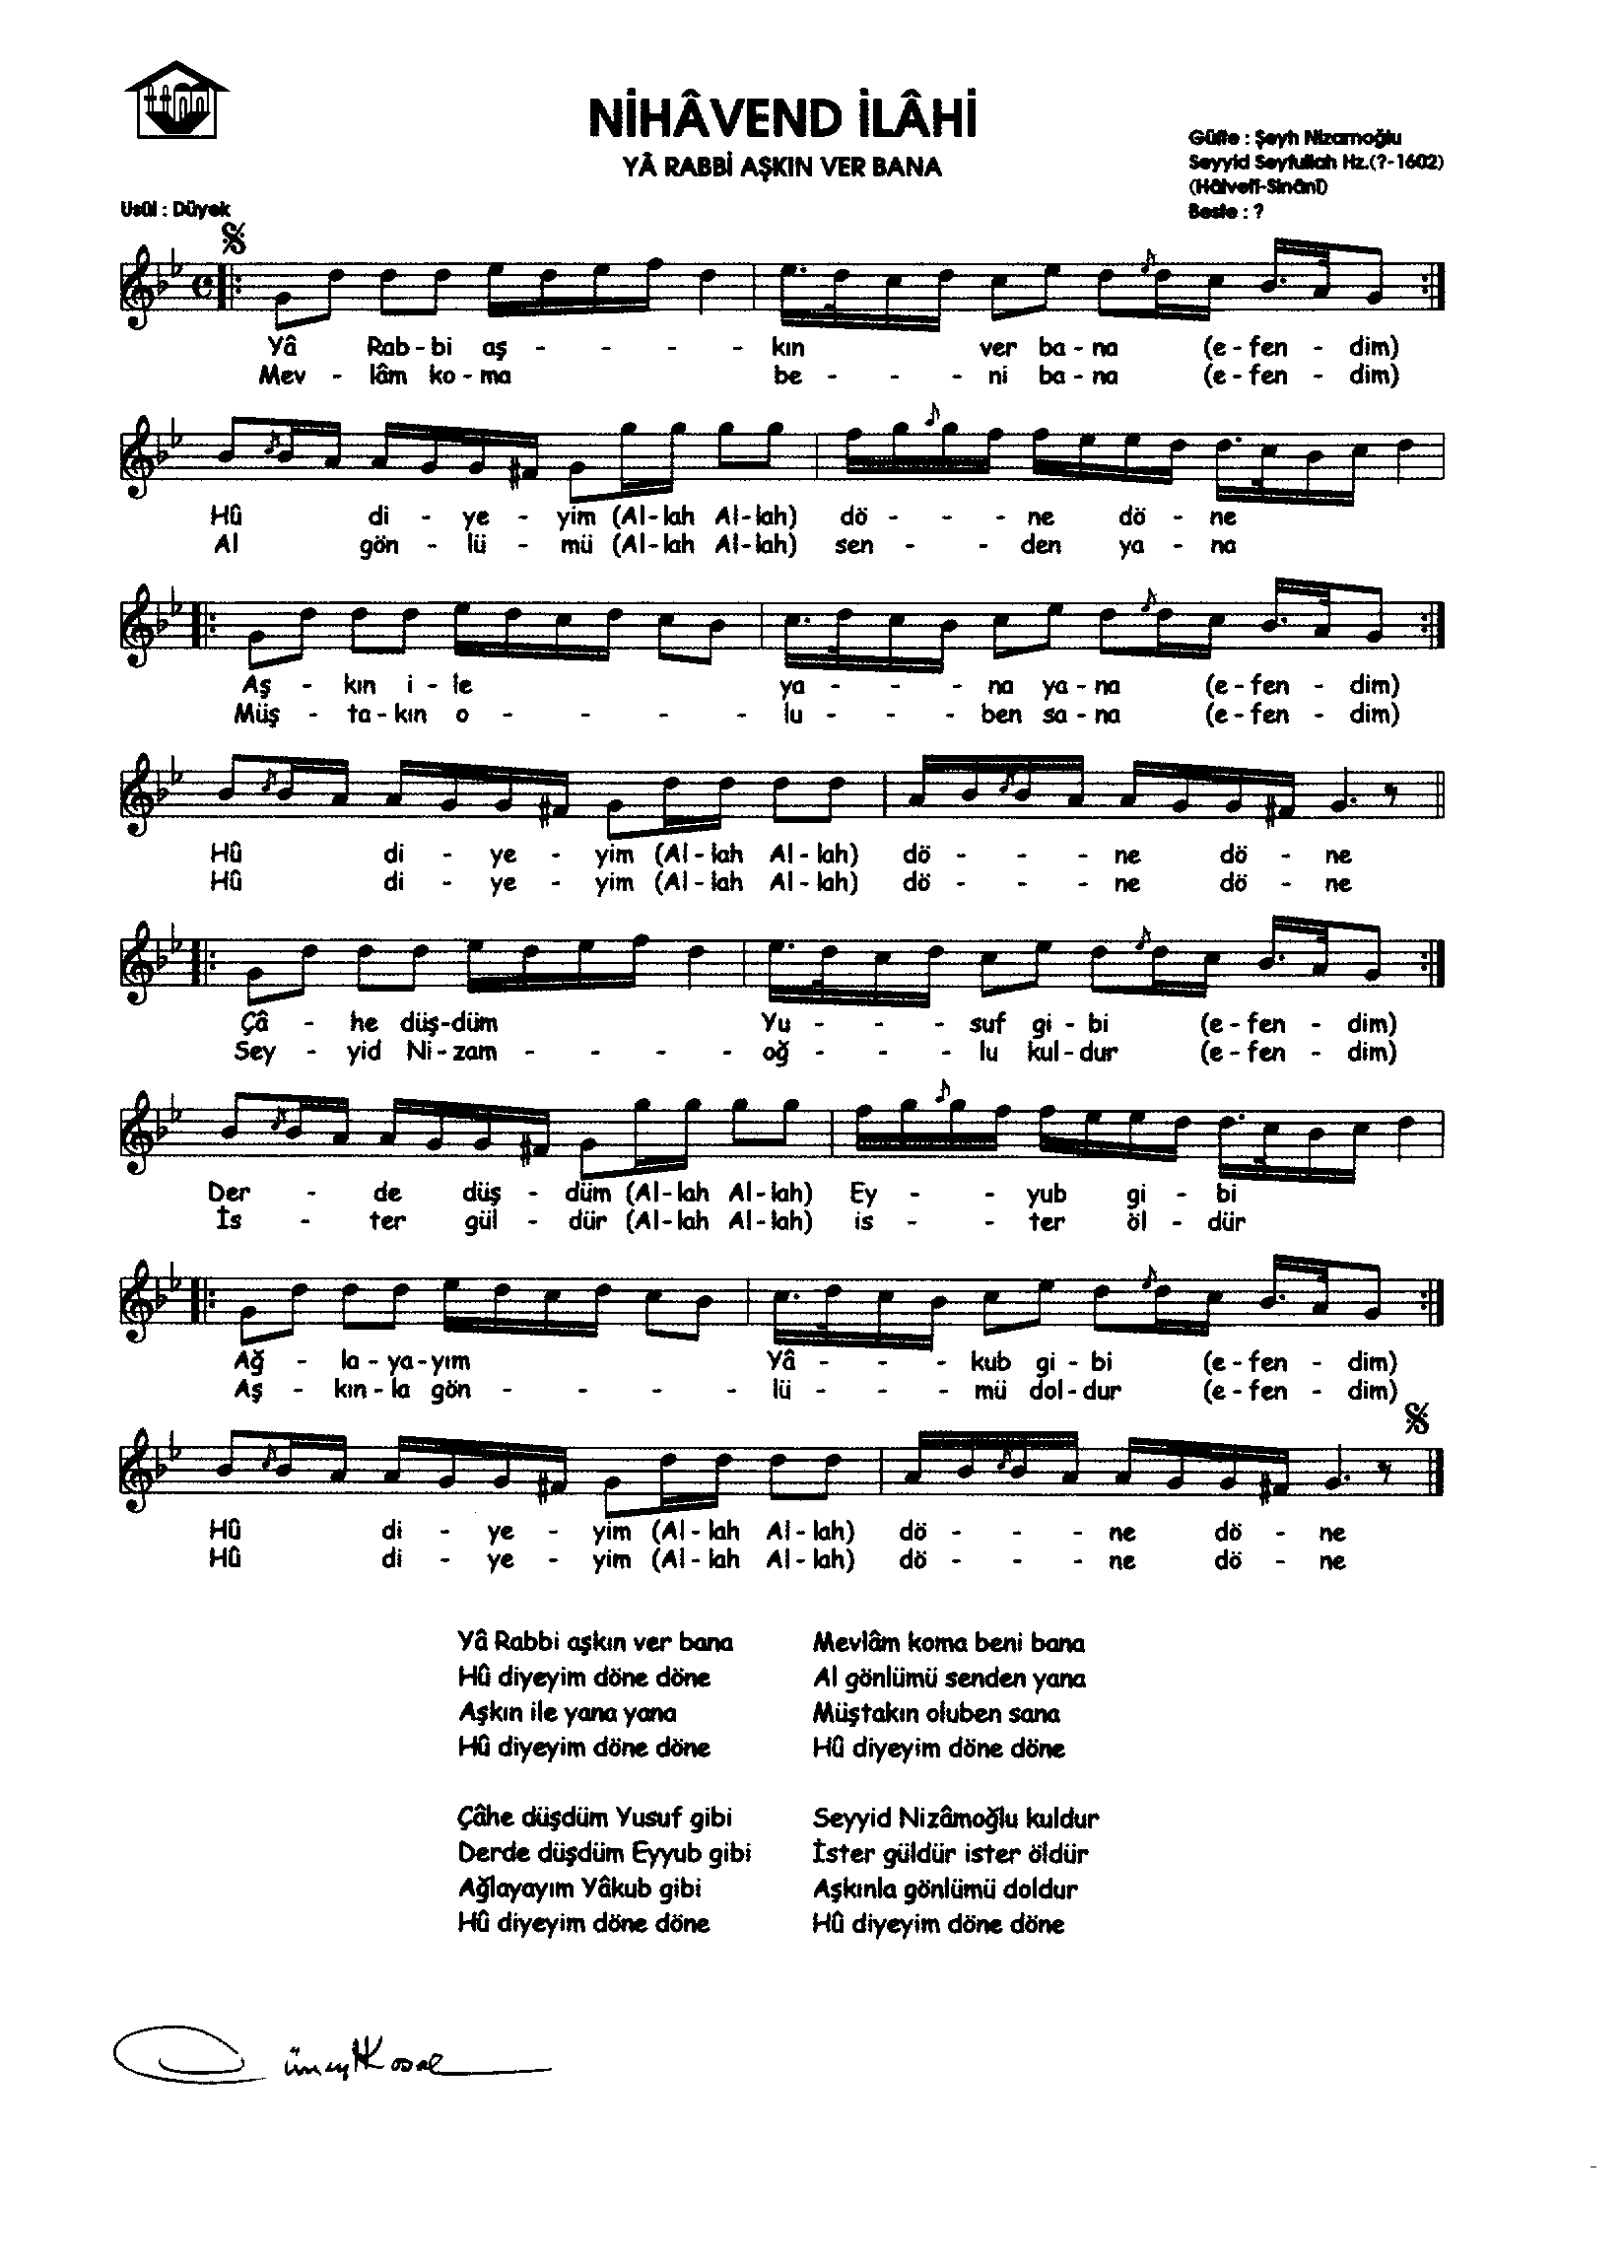 NİHÂVEND İLÂHİ
YÂ RABBİ AŞKIN VER BANA
Güfte : Şeyh Nizamoğlu
Seyyid Seyfullah Hz.(?-1602)
(Hâlvetî-Sinânî)
Beste : ?
Usûl : Düyek
Yâ Rab-bi aş - - - - kın ver ba-na (e-fen - dim)
Mev - lâm ko-ma be - - - ni ba-na (e-fen - dim)
Hû di - ye - yim (Al-lah Al-lah) dö - - - ne dö - ne
Al gön - lü - mü (Al-lah Al-lah) sen - - den ya - na
Aş - kın i-le ya - - - na ya-na (e-fen - dim)
Müş - ta-kın o - - - - lu - - - ben sa-na (e-fen - dim)
Hû di - ye - yim (Al-lah Al-lah) dö - - - ne dö - ne
Hû di - ye - yim (Al-lah Al-lah) dö - - - ne dö - ne
Çâ - he düş-düm Yu - - - suf gi-bi (e-fen - dim)
Sey - yid Ni-zam - - - - oğ - - - lu kul-dur (e-fen - dim)
Der - de düş - düm (Al-lah Al-lah) Ey - - yub gi - bi
İs - ter gül - dür (Al-lah Al-lah) is - - ter öl - dür
Ağ - la-ya-yım Yâ - - - kub gi-bi (e-fen - dim)
Aş - kın-la gön - - - - lü - - - mü dol-dur (e-fen - dim)
Hû di - ye - yim (Al-lah Al-lah) dö - - - ne dö - ne
Hû di - ye - yim (Al-lah Al-lah) dö - - - ne dö - ne
Yâ Rabbi aşkın ver bana
Hû diyeyim döne döne
Aşkın ile yana yana
Hû diyeyim döne döne
Mevlâm koma beni bana
Al gönlümü senden yana
Müştakın oluben sana
Hû diyeyim döne döne
Çâhe düşdüm Yusuf gibi
Derde düşdüm Eyyub gibi
Ağlayayım Yâkub gibi
Hû diyeyim döne döne
Seyyid Nizâmoğlu kuldur
İster güldür ister öldür
Aşkınla gönlümü doldur
Hû diyeyim döne döne